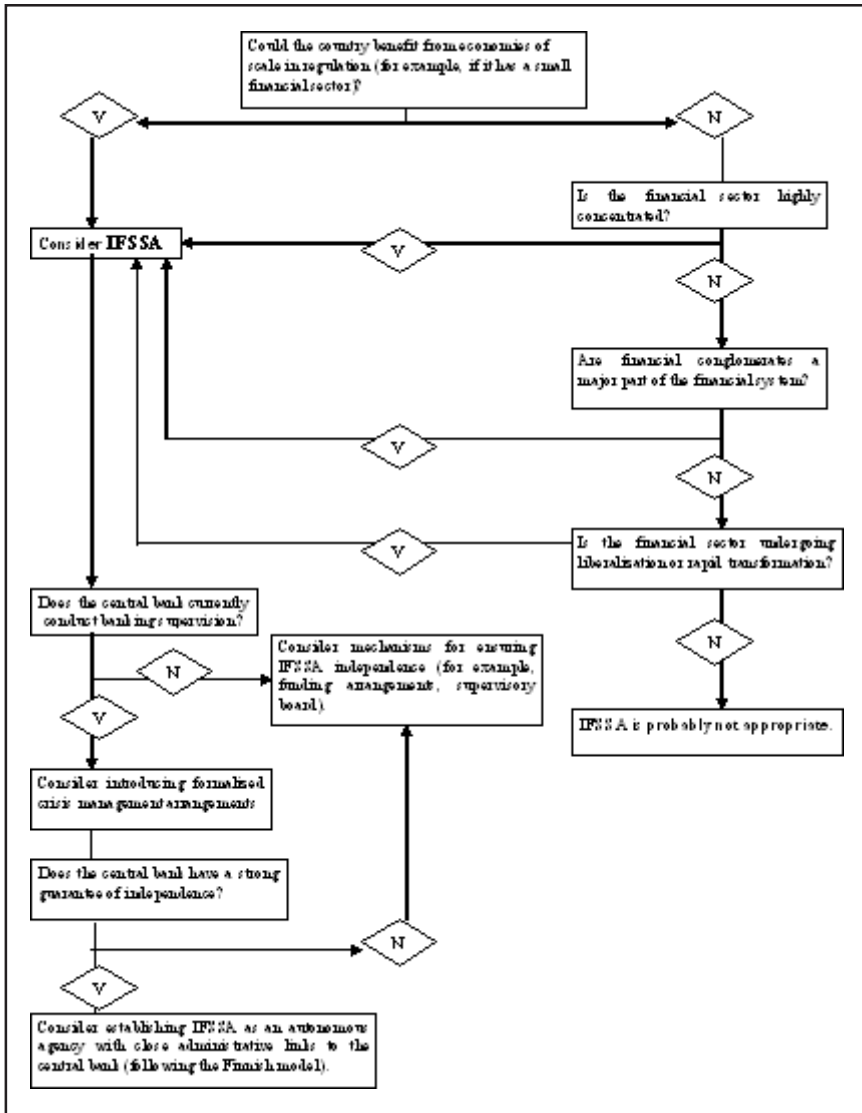 Could the country benefit from economies of
scale in regulation (for example, if it has a small
financial sector)?
V
N
Is the financial sector highly
concentrated?
Consider IFSSA
V
N
Are financial conglomerates a
major part of the financial system?
V
N
Is the financial sector undergoing
liberalisation or rapid transformation?
V
Does the central bank currently
conduct banking supervision?
N
Consider mechanisms for ensuring
IFSSA independence (for example,
funding arrangements, supervisory
board).
N
V
IFSSA is probably not appropriate.
Consider introducing formalised
crisis management arrangements
Does the central bank have a strong
guarantee of independence?
N
V
Consider establishing IFSSA as an autonomous
agency with close administrative links to the
central bank (following the Finnish model).